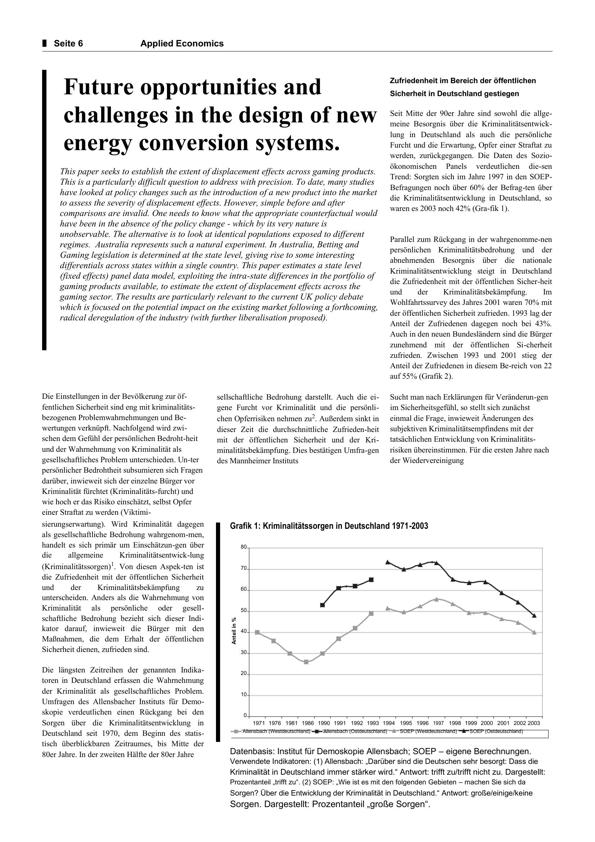 Seite 6 Applied Economics
Future opportunities and
challenges in the design of new
energy conversion systems.
This paper seeks to establish the extent of displacement effects across gaming products.
This is a particularly difficult question to address with precision. To date, many studies
have looked at policy changes such as the introduction of a new product into the market
to assess the severity of displacement effects. However, simple before and after
comparisons are invalid. One needs to know what the appropriate counterfactual would
have been in the absence of the policy change - which by its very nature is
unobservable. The alternative is to look at identical populations exposed to different
regimes. Australia represents such a natural experiment. In Australia, Betting and
Gaming legislation is determined at the state level, giving rise to some interesting
differentials across states within a single country. This paper estimates a state level
(fixed effects) panel data model, exploiting the intra-state differences in the portfolio of
gaming products available, to estimate the extent of displacement effects across the
gaming sector. The results are particularly relevant to the current UK policy debate
which is focused on the potential impact on the existing market following a forthcoming,
radical deregulation of the industry (with further liberalisation proposed).
Zufriedenheit im Bereich der öffentlichen
Sicherheit in Deutschland gestiegen
Seit Mitte der 90er Jahre sind sowohl die allge-
meine Besorgnis über die Kriminalitätsentwick-
lung in Deutschland als auch die persönliche
Furcht und die Erwartung, Opfer einer Straftat zu
werden, zurückgegangen. Die Daten des Sozio-
ökonomischen Panels verdeutlichen die-sen
Trend: Sorgten sich im Jahre 1997 in den SOEP-
Befragungen noch über 60% der Befrag-ten über
die Kriminalitätsentwicklung in Deutschland, so
waren es 2003 noch 42% (Gra-fik 1).
Parallel zum Rückgang in der wahrgenomme-nen
persönlichen Kriminalitätsbedrohung und der
abnehmenden Besorgnis über die nationale
Kriminalitätsentwicklung steigt in Deutschland
die Zufriedenheit mit der öffentlichen Sicher-heit
und der Kriminalitätsbekämpfung. Im
Wohlfahrtssurvey des Jahres 2001 waren 70% mit
der öffentlichen Sicherheit zufrieden. 1993 lag der
Anteil der Zufriedenen dagegen noch bei 43%.
Auch in den neuen Bundesländern sind die Bürger
zunehmend mit der öffentlichen Si-cherheit
zufrieden. Zwischen 1993 und 2001 stieg der
Anteil der Zufriedenen in diesem Be-reich von 22
auf 55% (Grafik 2).
Die Einstellungen in der Bevölkerung zur öf-
fentlichen Sicherheit sind eng mit kriminalitäts-
bezogenen Problemwahrnehmungen und Be-
wertungen verknüpft. Nachfolgend wird zwi-
schen dem Gefühl der persönlichen Bedroht-heit
und der Wahrnehmung von Kriminalität als
gesellschaftliches Problem unterschieden. Un-ter
persönlicher Bedrohtheit subsumieren sich Fragen
darüber, inwieweit sich der einzelne Bürger vor
Kriminalität fürchtet (Kriminalitäts-furcht) und
wie hoch er das Risiko einschätzt, selbst Opfer
einer Straftat zu werden (Viktimi-
sierungserwartung). Wird Kriminalität dagegen
als gesellschaftliche Bedrohung wahrgenom-men,
handelt es sich primär um Einschätzun-gen über
die allgemeine Kriminalitätsentwick-lung
(Kriminalitätssorgen)1. Von diesen Aspek-ten ist
die Zufriedenheit mit der öffentlichen Sicherheit
und der Kriminalitätsbekämpfung zu
unterscheiden. Anders als die Wahrnehmung von
Kriminalität als persönliche oder gesell-
schaftliche Bedrohung bezieht sich dieser Indi-
kator darauf, inwieweit die Bürger mit den
Maßnahmen, die dem Erhalt der öffentlichen
Sicherheit dienen, zufrieden sind.
Die längsten Zeitreihen der genannten Indika-
toren in Deutschland erfassen die Wahrnehmung
der Kriminalität als gesellschaftliches Problem.
Umfragen des Allensbacher Instituts für Demo-
skopie verdeutlichen einen Rückgang bei den
Sorgen über die Kriminalitätsentwicklung in
Deutschland seit 1970, dem Beginn des statis-
tisch überblickbaren Zeitraumes, bis Mitte der
80er Jahre. In der zweiten Hälfte der 80er Jahre
sellschaftliche Bedrohung darstellt. Auch die ei-
gene Furcht vor Kriminalität und die persönli-
chen Opferrisiken nehmen zu2. Außerdem sinkt in
dieser Zeit die durchschnittliche Zufrieden-heit
mit der öffentlichen Sicherheit und der Kri-
minalitätsbekämpfung. Dies bestätigen Umfra-gen
des Mannheimer Instituts
Sucht man nach Erklärungen für Veränderun-gen
im Sicherheitsgefühl, so stellt sich zunächst
einmal die Frage, inwieweit Änderungen des
subjektiven Kriminalitätsempfindens mit der
tatsächlichen Entwicklung von Kriminalitäts-
risiken übereinstimmen. Für die ersten Jahre nach
der Wiedervereinigung
Grafik 1: Kriminalitätssorgen in Deutschland 1971-2003
Anteil in %
80
70
60
50
40
30
20
10
0
1971 1976 1981 1986 1990 1991 1992 1993 1994 1995 1996 1997 1998 1999 2000 2001 2002 2003
Allensbach (Westdeutschland) Allensbach (Ostdeutschland) SOEP (Westdeutschland) SOEP (Ostdeutschland)
Datenbasis: Institut für Demoskopie Allensbach; SOEP – eigene Berechnungen.
Verwendete Indikatoren: (1) Allensbach: „Darüber sind die Deutschen sehr besorgt: Dass die
Kriminalität in Deutschland immer stärker wird.“ Antwort: trifft zu/trifft nicht zu. Dargestellt:
Prozentanteil „trifft zu“. (2) SOEP: „Wie ist es mit den folgenden Gebieten – machen Sie sich da
Sorgen? Über die Entwicklung der Kriminalität in Deutschland.“ Antwort: große/einige/keine
Sorgen. Dargestellt: Prozentanteil „große Sorgen“.